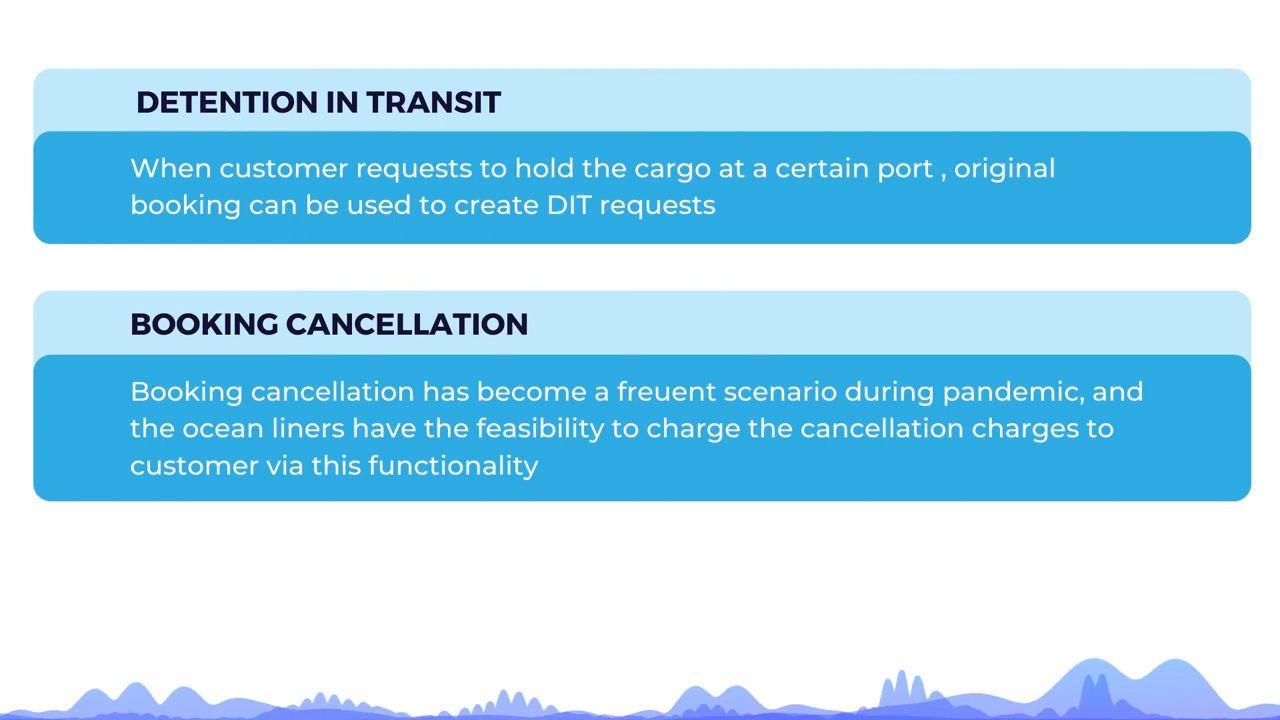 DETENTION IN TRANSIT
When customer requests to hold the cargo at a certain port , original
booking can be used to create DIT requests
BOOKING CANCELLATION
Booking cancellation has become a freuent scenario during pandemic, and
the ocean liners have the feasibility to charge the cancellation charges to
customer via this functionality